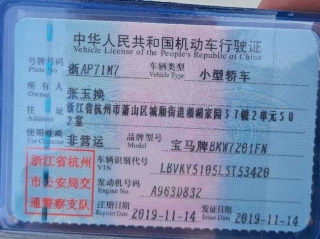 中华人民共和国机动车行驶证
Vehicle License of the People's Republic of China
号牌号码 浙AP71M7 车辆类型 小型轿车
Plate No. Vehicle Type
所有人 张玉换
Owner
住址 浙江省杭州市萧山区城厢街道湘湖家园37幢2单元502室
使用性质 非营运 品牌型号 宝马牌BMW7201FN
Use Character Model
浙江省杭州市公安局交通警察支队
车辆识别代号 LBVKY5105LST53420
VIN
发动机号码 A963D832
Engine No.
注册日期 2019-11-14 发证日期 2019-11-14
Register Date Issue Date